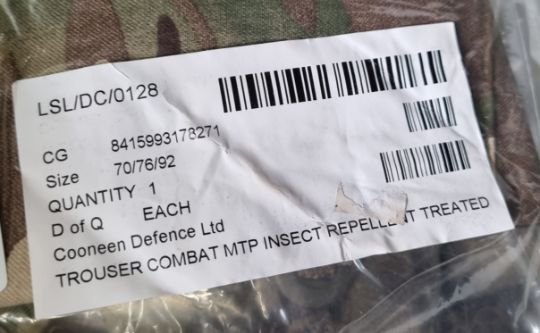 LSL/DC/0128
CG 8415993178271
Size 70/76/92
QUANTITY 1
D of Q EACH
Cooneen Defence Ltd
TROUSER COMBAT MTP INSECT REPELLENT TREATED